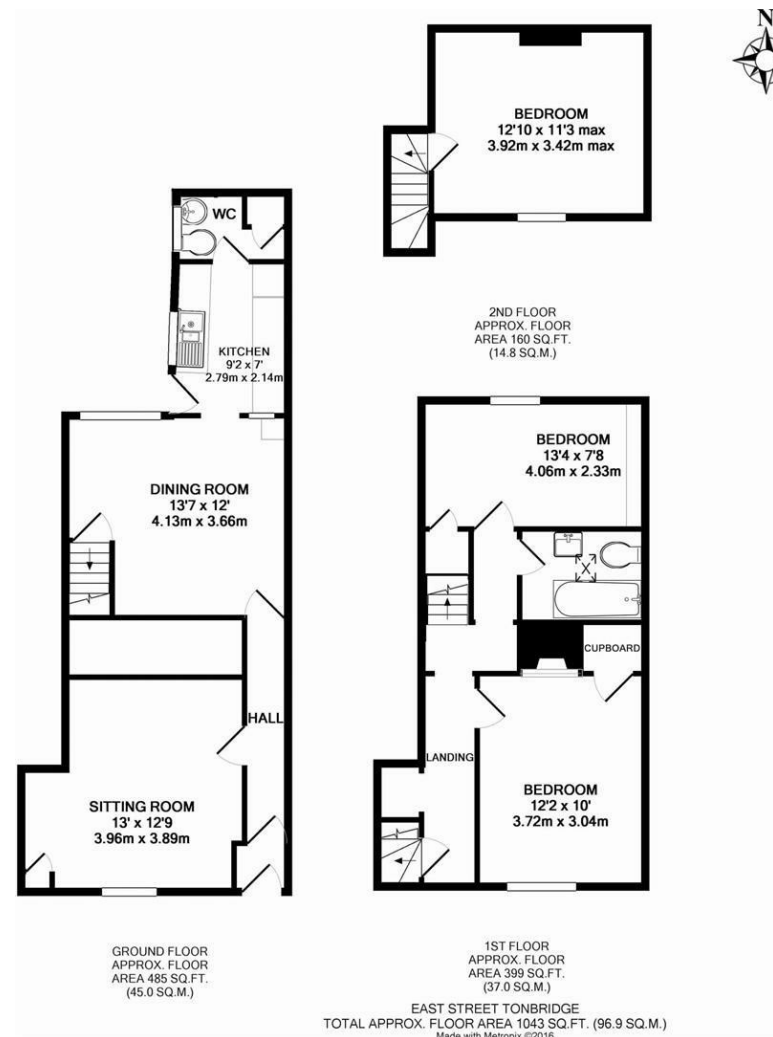 N
BEDROOM
12'10 x 11'3 max
3.92m x 3.42m max
2ND FLOOR
APPROX. FLOOR
AREA 160 SQ.FT.
(14.8 SQ.M.)
WC
KITCHEN
9'2 x 7'
2.79m x 2.14m
DINING ROOM
13'7 x 12'
4.13m x 3.66m
HALL
SITTING ROOM
13' x 12'9
3.96m x 3.89m
GROUND FLOOR
APPROX. FLOOR
AREA 485 SQ.FT.
(45.0 SQ.M.)
BEDROOM
13'4 x 7'8
4.06m x 2.33m
CUPBOARD
LANDING
BEDROOM
12'2 x 10'
3.72m x 3.04m
1ST FLOOR
APPROX. FLOOR
AREA 399 SQ.FT.
(37.0 SQ.M.)
EAST STREET TONBRIDGE
TOTAL APPROX. FLOOR AREA 1043 SQ.FT. (96.9 SQ.M.)
Made with Metropix ©2016